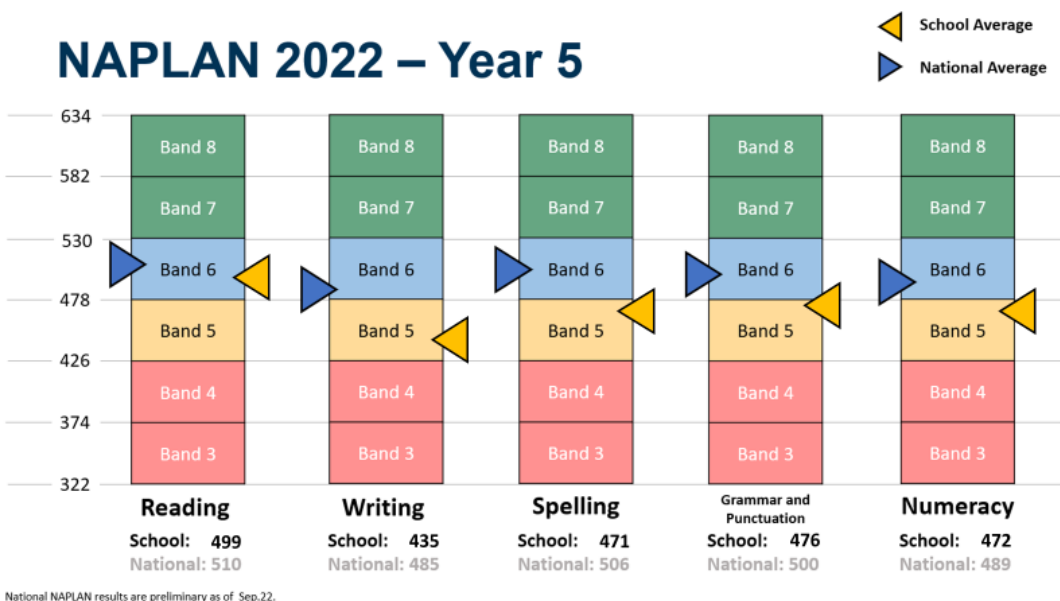 NAPLAN 2022 – Year 5
School Average
National Average
634
582
530
478
426
374
322
Band 8
Band 7
Band 6
Band 5
Band 4
Band 3
Band 8
Band 7
Band 6
Band 5
Band 4
Band 3
Band 8
Band 7
Band 6
Band 5
Band 4
Band 3
Band 8
Band 7
Band 6
Band 5
Band 4
Band 3
Band 8
Band 7
Band 6
Band 5
Band 4
Band 3
Reading
School: 499
National: 510
Writing
School: 435
National: 485
Spelling
School: 471
National: 506
Grammar and
Punctuation
School: 476
National: 500
Numeracy
School: 472
National: 489
National NAPLAN results are preliminary as of Sep.22.